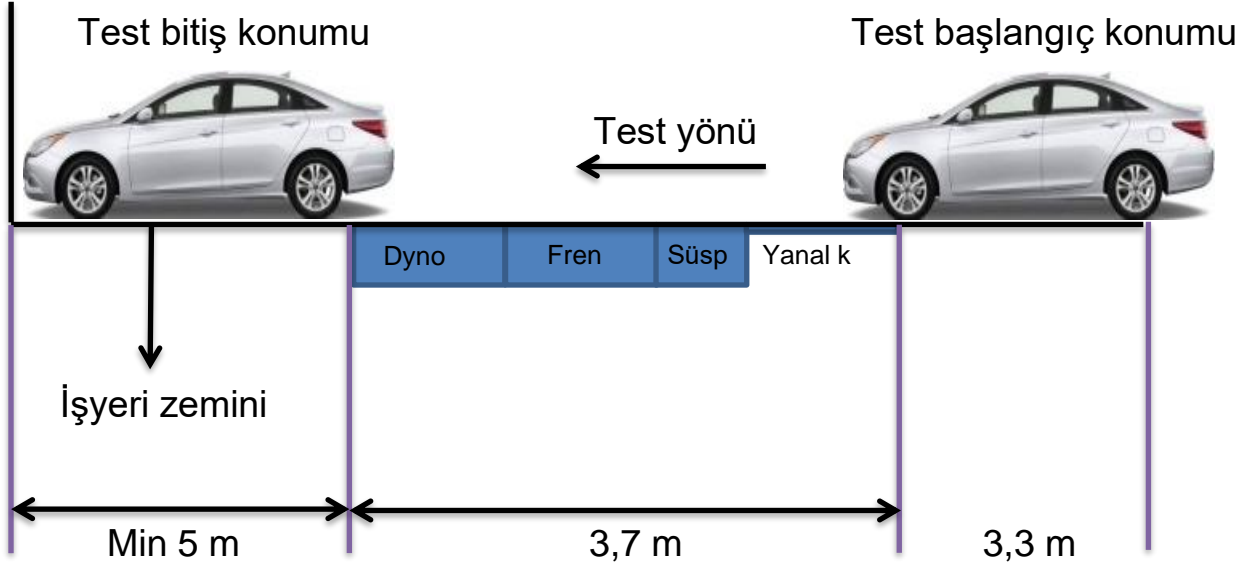 Test bitiş konumu
Test başlangıç konumu
Test yönü
Dyno
Fren
Süsp
Yanal k
İşyeri zemini
Min 5 m
3,7 m
3,3 m